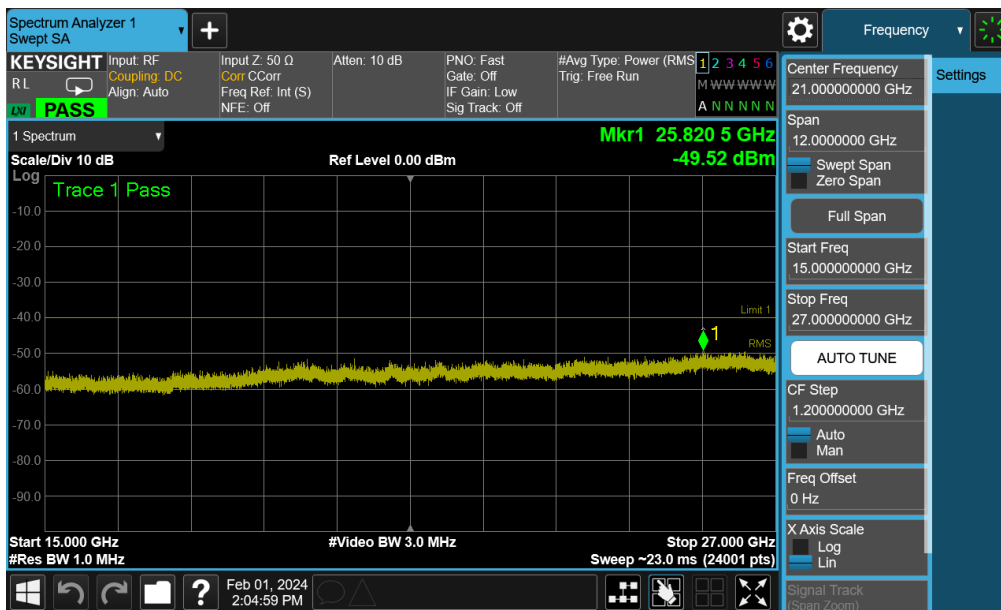 Spectrum Analyzer 1
Swept SA
+
Frequency
KEYSIGHT
RL
LXI PASS
Input: RF
Coupling: DC
Align: Auto
Input Z: 50 Ω
Corr CCorr
Freq Ref: Int (S)
NFE: Off
Atten: 10 dB
PNO: Fast
Gate: Off
IF Gain: Low
Sig Track: Off
#Avg Type: Power (RMS
Trig: Free Run
1 2 3 4 5 6
M W W W W W
A N N N N N
1 Spectrum
Scale/Div 10 dB
Ref Level 0.00 dBm
Mkr1 25.820 5 GHz
-49.52 dBm
Log
Trace 1 Pass
-10.0
-20.0
-30.0
-40.0
-50.0
-60.0
-70.0
-80.0
-90.0
Limit 1
1
RMS
Start 15.000 GHz
#Res BW 1.0 MHz
#Video BW 3.0 MHz
Stop 27.000 GHz
Sweep ~23.0 ms (24001 pts)
Center Frequency
21.000000000 GHz
Span
12.0000000 GHz
Swept Span
Zero Span
Full Span
Start Freq
15.000000000 GHz
Stop Freq
27.000000000 GHz
AUTO TUNE
CF Step
1.200000000 GHz
Auto
Man
Freq Offset
0 Hz
X Axis Scale
Log
Lin
Signal Track
(Span Zoom)
Settings
?
Feb 01, 2024
2:04:59 PM